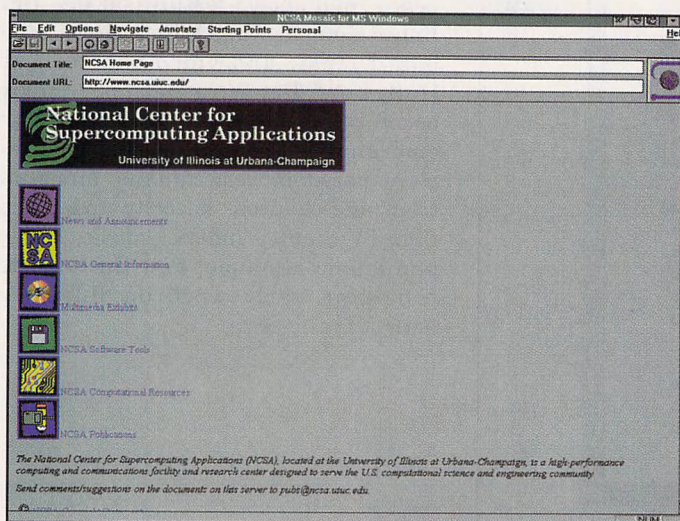 NCSA Mosaic for MS Windows
File Edit Options Navigate Annotate Starting Points Personal
Hel
Document Title: NCSA Home Page
Document URL: http://www.ncsa.uiuc.edu/
National Center for
Supercomputing Applications
University of Illinois at Urbana-Champaign
News and Announcements
NCSA
NCSA General Information
Multimedia Exhibits
NCSA Software Tools
NCSA Computational Resources
NCSA Publications
The National Center for Supercomputing Applications (NCSA), located at the University of Illinois at Urbana-Champaign, is a high-performance
computing and communications facility and research center designed to serve the U.S. computational science and engineering community
Send comments/suggestions on the documents on this server to pubs@ncsa.uiuc.edu.
NUM